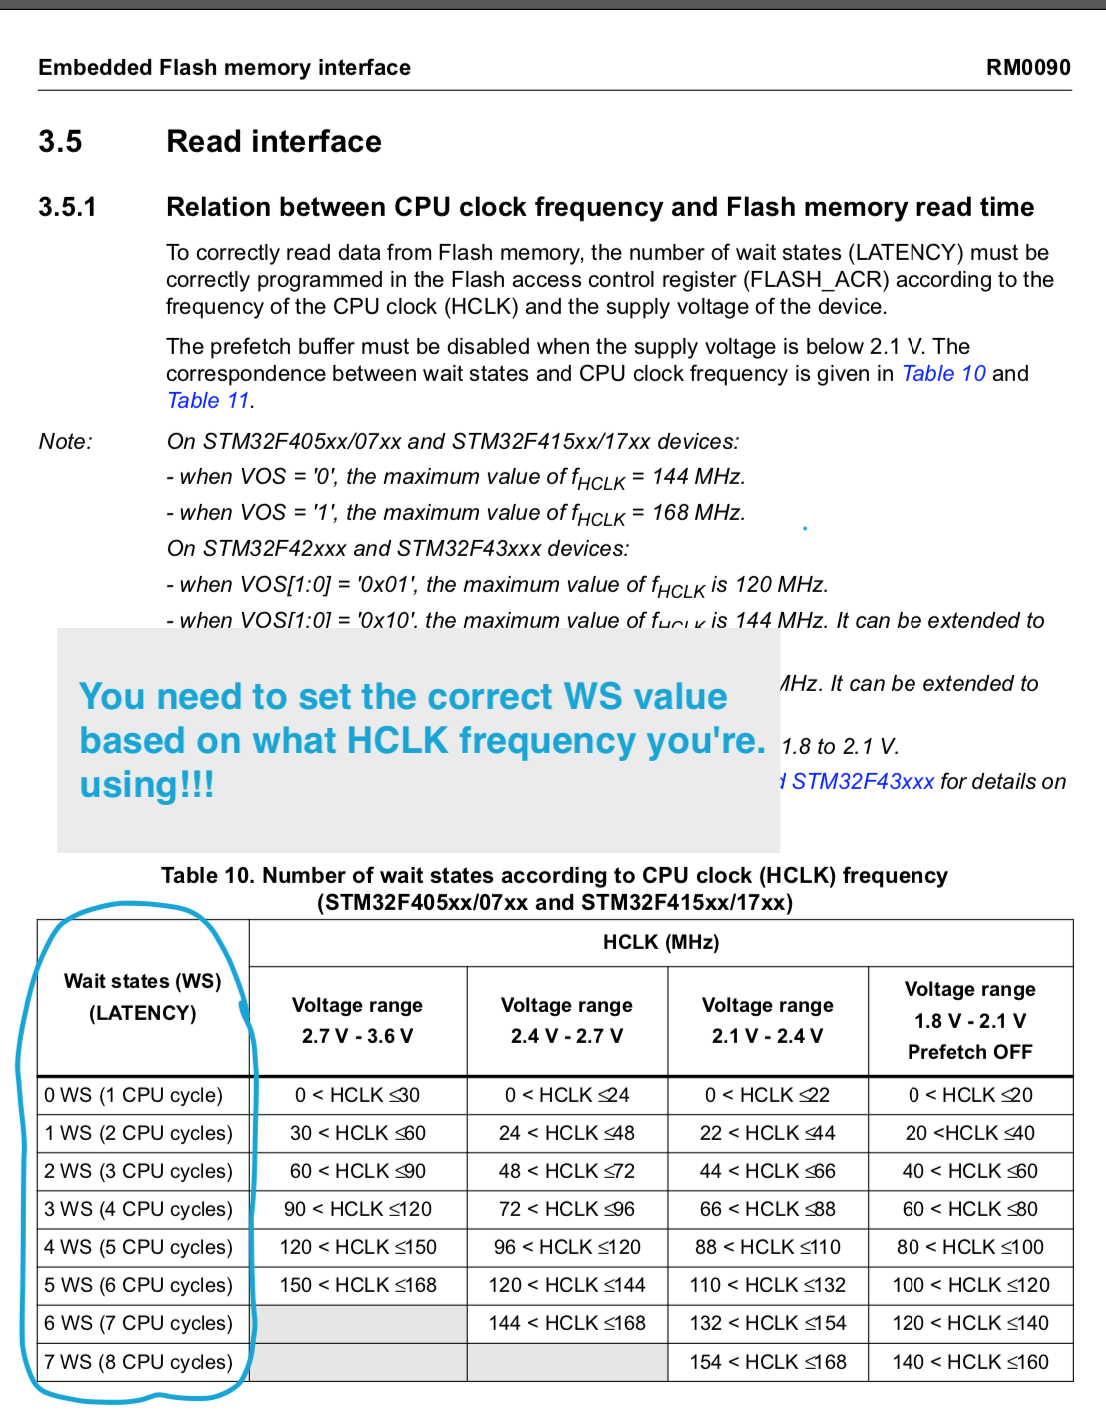 Embedded Flash memory interface RM0090
3.5 Read interface
3.5.1 Relation between CPU clock frequency and Flash memory read time
To correctly read data from Flash memory, the number of wait states (LATENCY) must be
correctly programmed in the Flash access control register (FLASH_ACR) according to the
frequency of the CPU clock (HCLK) and the supply voltage of the device.
The prefetch buffer must be disabled when the supply voltage is below 2.1 V. The
correspondence between wait states and CPU clock frequency is given in Table 10 and
Table 11.
Note: On STM32F405xx/07xx and STM32F415xx/17xx devices:
- when VOS = '0', the maximum value of fHCLK = 144 MHz.
- when VOS = '1', the maximum value of fHCLK = 168 MHz.
On STM32F42xxx and STM32F43xxx devices:
- when VOS[1:0] = '0x01', the maximum value of fHCLK is 120 MHz.
- when VOS[1:0] = '0x10', the maximum value of fHCLK is 144 MHz. It can be extended to
MHz. It can be extended to
1.8 to 2.1 V.
STM32F43xxx for details on
You need to set the correct WS value
based on what HCLK frequency you're.
using!!!
Table 10. Number of wait states according to CPU clock (HCLK) frequency
(STM32F405xx/07xx and STM32F415xx/17xx)
Wait states (WS)
(LATENCY)
HCLK (MHz)
Voltage range
2.7 V - 3.6 V
Voltage range
2.4 V - 2.7 V
Voltage range
2.1 V - 2.4 V
Voltage range
1.8 V - 2.1 V
Prefetch OFF
0 WS (1 CPU cycle) 0 < HCLK ≤30 0 < HCLK ≤24 0 < HCLK ≤22 0 < HCLK ≤20
1 WS (2 CPU cycles) 30 < HCLK ≤60 24 < HCLK ≤48 22 < HCLK ≤44 20 <HCLK ≤40
2 WS (3 CPU cycles) 60 < HCLK ≤90 48 < HCLK ≤72 44 < HCLK ≤66 40 < HCLK ≤60
3 WS (4 CPU cycles) 90 < HCLK ≤120 72 < HCLK ≤96 66 < HCLK ≤88 60 < HCLK ≤80
4 WS (5 CPU cycles) 120 < HCLK ≤150 96 < HCLK ≤120 88 < HCLK ≤110 80 < HCLK ≤100
5 WS (6 CPU cycles) 150 < HCLK ≤168 120 < HCLK ≤144 110 < HCLK ≤132 100 < HCLK ≤120
6 WS (7 CPU cycles) 144 < HCLK ≤168 132 < HCLK ≤154 120 < HCLK ≤140
7 WS (8 CPU cycles) 154 < HCLK ≤168 140 < HCLK ≤160